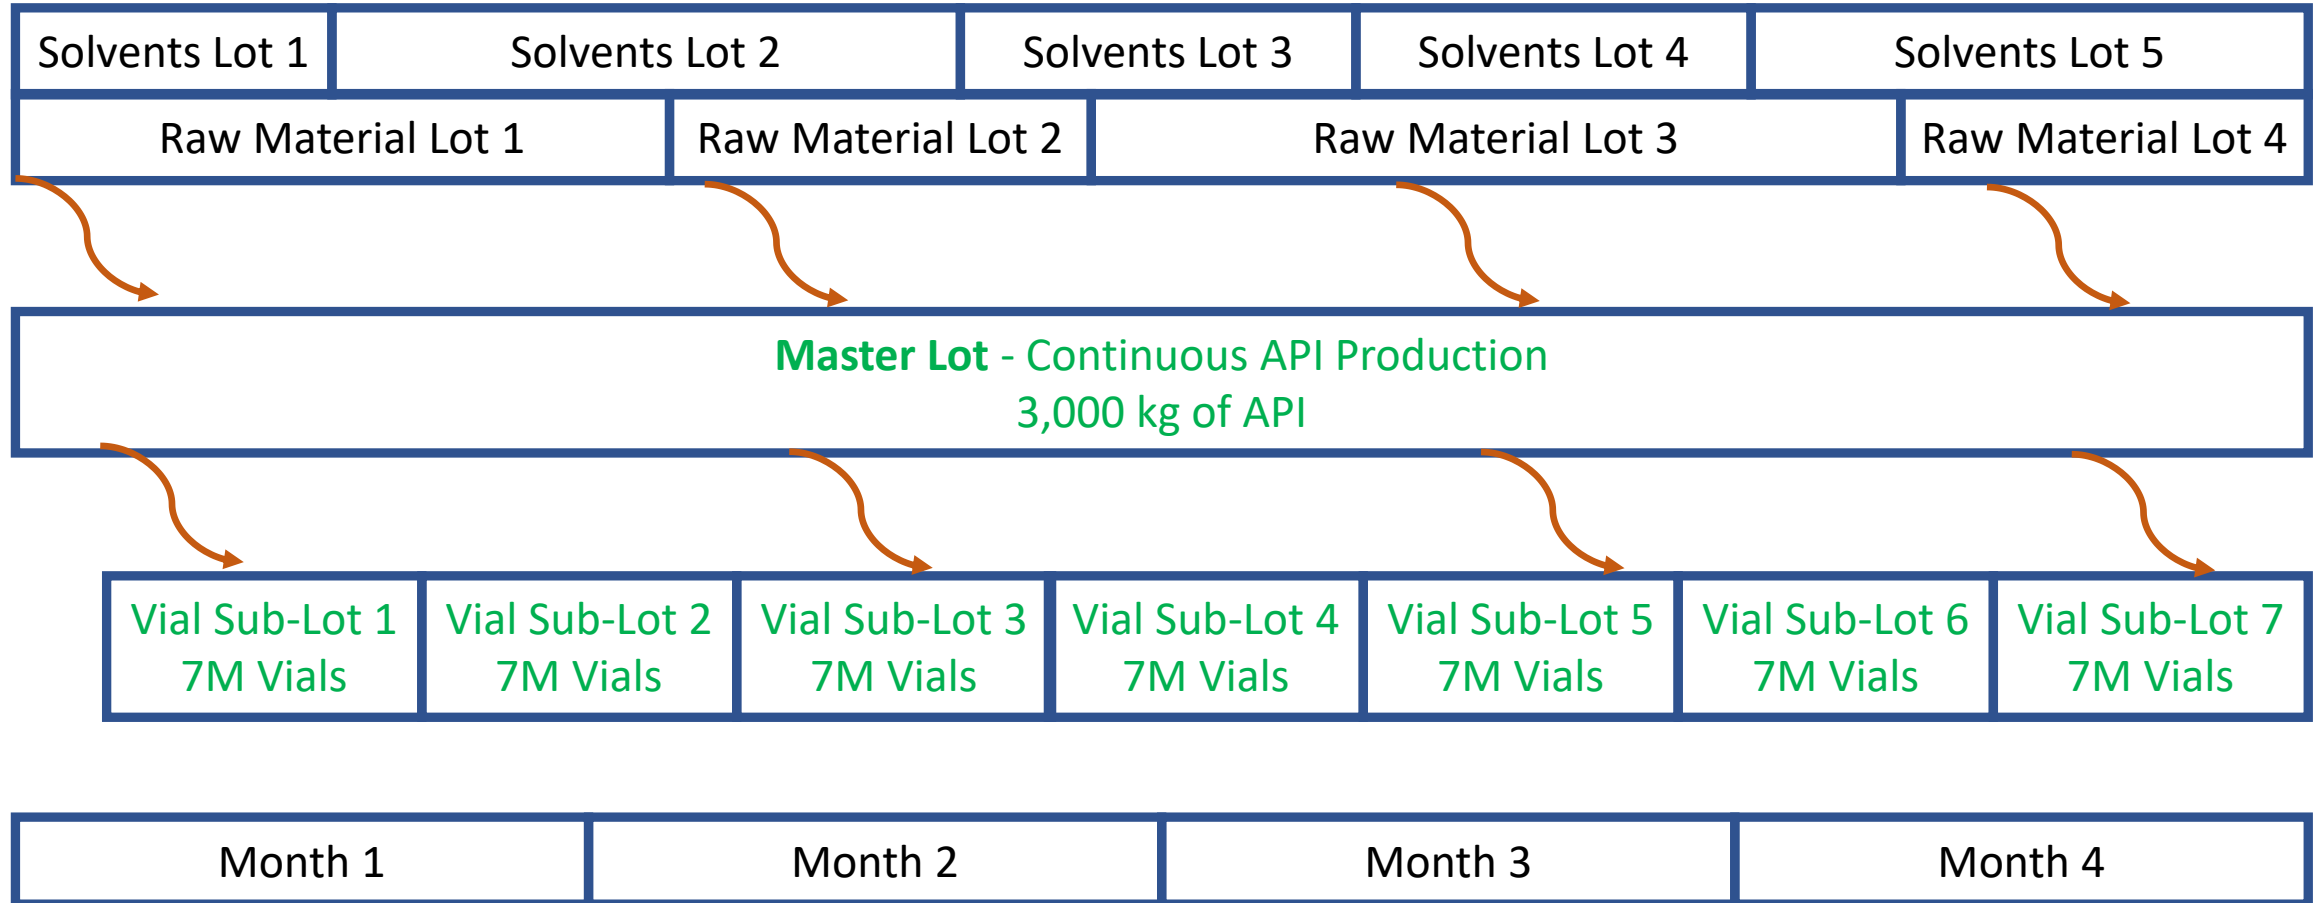 Solvents Lot 1 Solvents Lot 2 Solvents Lot 3 Solvents Lot 4 Solvents Lot 5
Raw Material Lot 1 Raw Material Lot 2 Raw Material Lot 3 Raw Material Lot 4
Master Lot - Continuous API Production
3,000 kg of API
Vial Sub-Lot 1 Vial Sub-Lot 2 Vial Sub-Lot 3 Vial Sub-Lot 4 Vial Sub-Lot 5 Vial Sub-Lot 6 Vial Sub-Lot 7
7M Vials 7M Vials 7M Vials 7M Vials 7M Vials 7M Vials 7M Vials
Month 1 Month 2 Month 3 Month 4